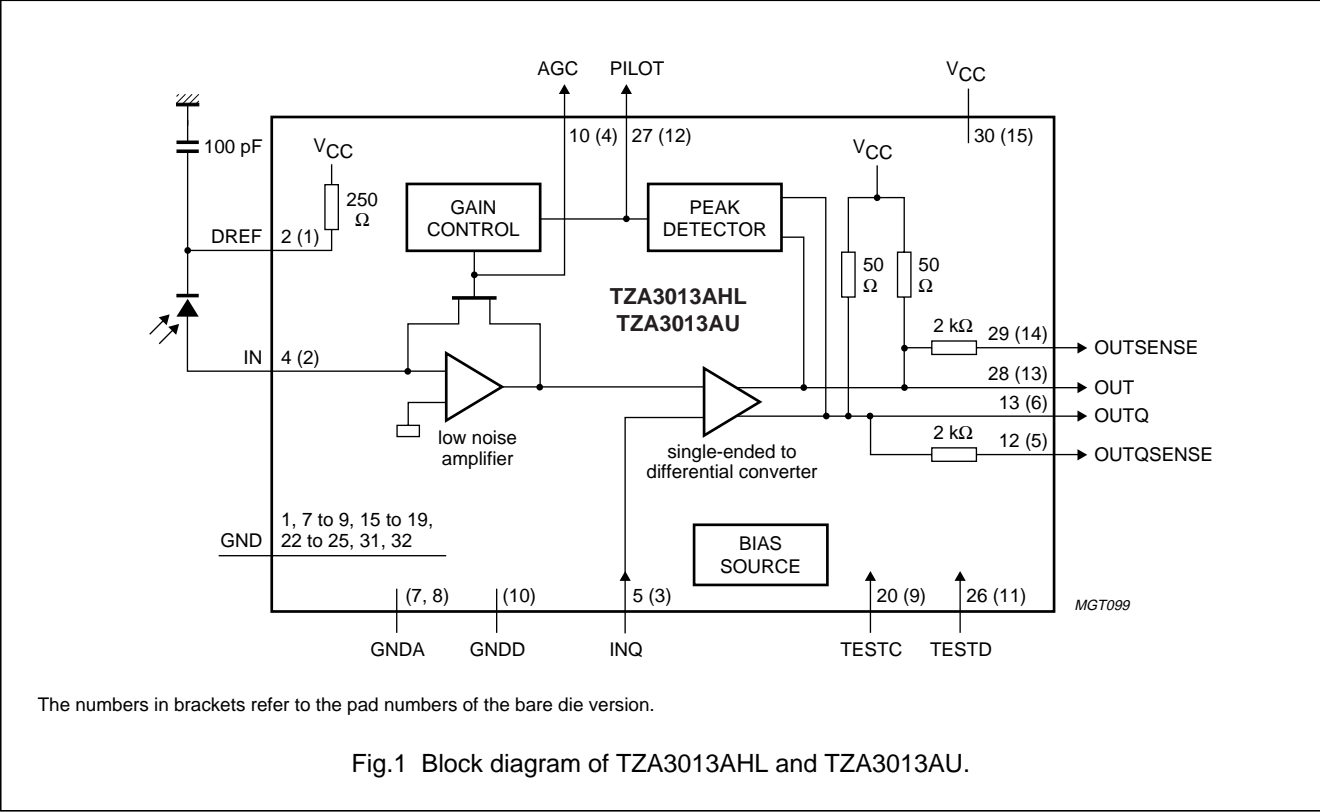 AGC
PILOT
VCC
10 (4)
27 (12)
30 (15)
100 pF
VCC
250
Ω
VCC
GAIN
CONTROL
PEAK
DETECTOR
DREF
2 (1)
50
Ω
50
Ω
TZA3013AHL
TZA3013AU
2 kΩ
29 (14)
OUTSENSE
IN
4 (2)
28 (13)
OUT
13 (6)
OUTQ
low noise
amplifier
single-ended to
differential converter
2 kΩ
12 (5)
OUTQSENSE
GND
1, 7 to 9, 15 to 19,
22 to 25, 31, 32
BIAS
SOURCE
(7, 8)
(10)
5 (3)
20 (9)
26 (11)
MGT099
GNDA
GNDD
INQ
TESTC
TESTD
The numbers in brackets refer to the pad numbers of the bare die version.
Fig.1 Block diagram of TZA3013AHL and TZA3013AU.